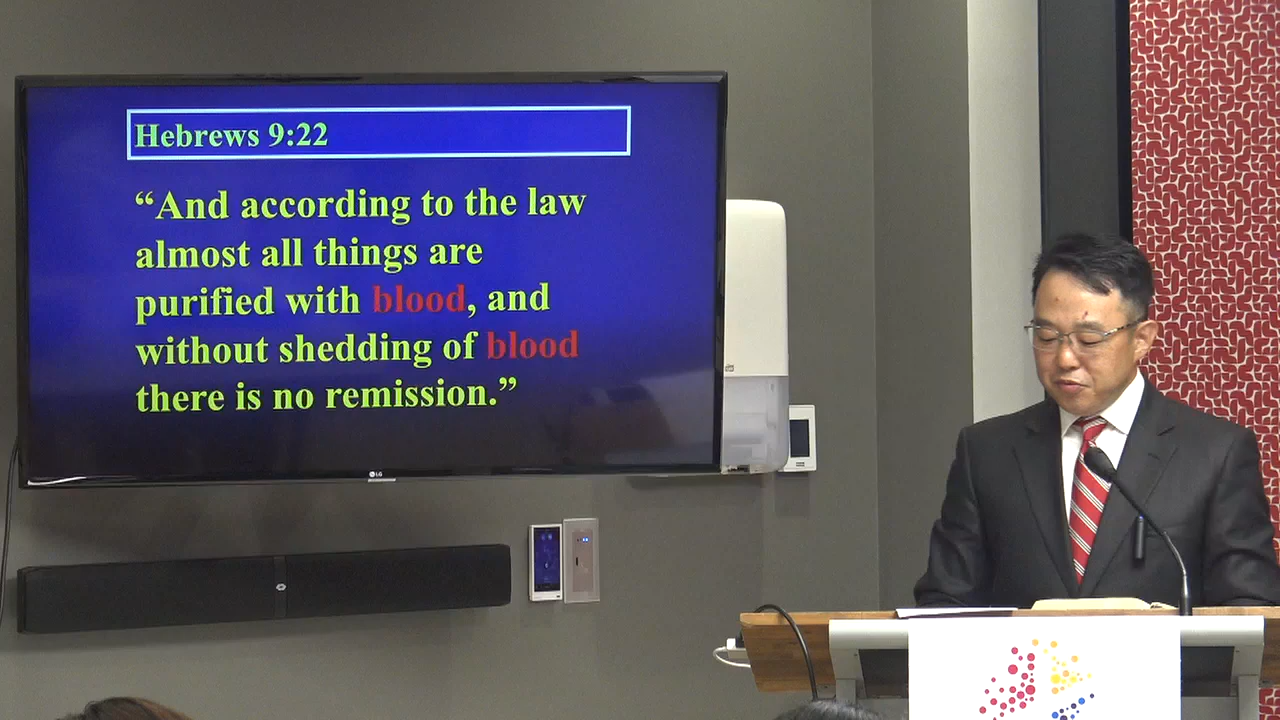 Hebrews 9:22
“And according to the law
almost all things are
purified with blood, and
without shedding of blood
there is no remission.”
LG